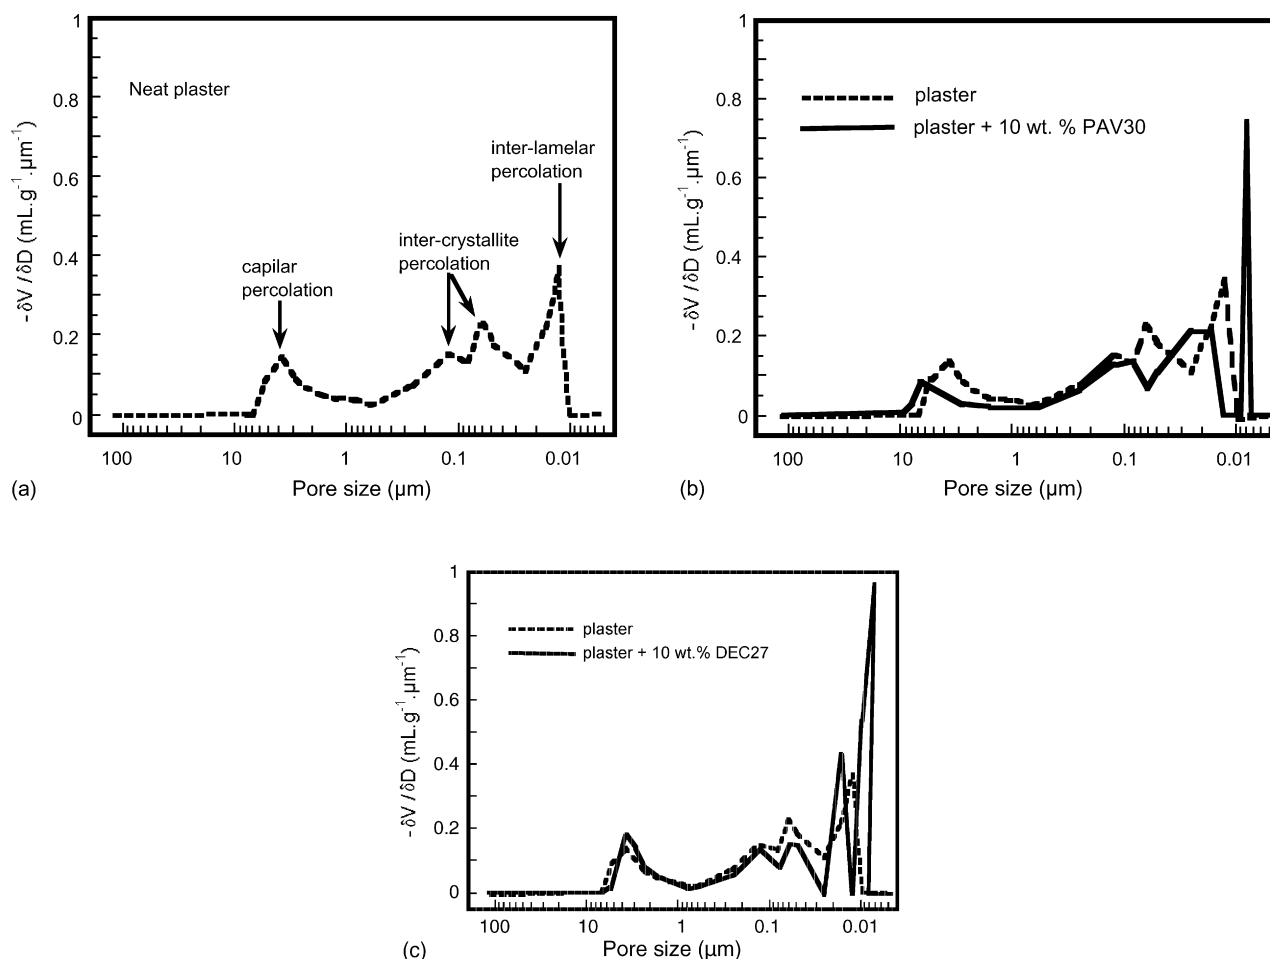 1
0.8
0.6
0.4
0.2
0
-δV/δD (mL.g⁻¹.µm⁻¹)
Neat plaster
inter-lamelar
percolation
inter-crystallite
percolation
capilar
percolation
100 10 1 0.1 0.01
Pore size (µm)
(a)
1
0.8
0.6
0.4
0.2
0
-δV/δD (mL.g⁻¹.µm⁻¹)
plaster
plaster + 10 wt. % PAV30
100 10 1 0.1 0.01
Pore size (µm)
(b)
1
0.8
0.6
0.4
0.2
0
-δV/δD (mL.g⁻¹.µm⁻¹)
plaster
plaster + 10 wt.% DEC27
100 10 1 0.1 0.01
Pore size (µm)
(c)